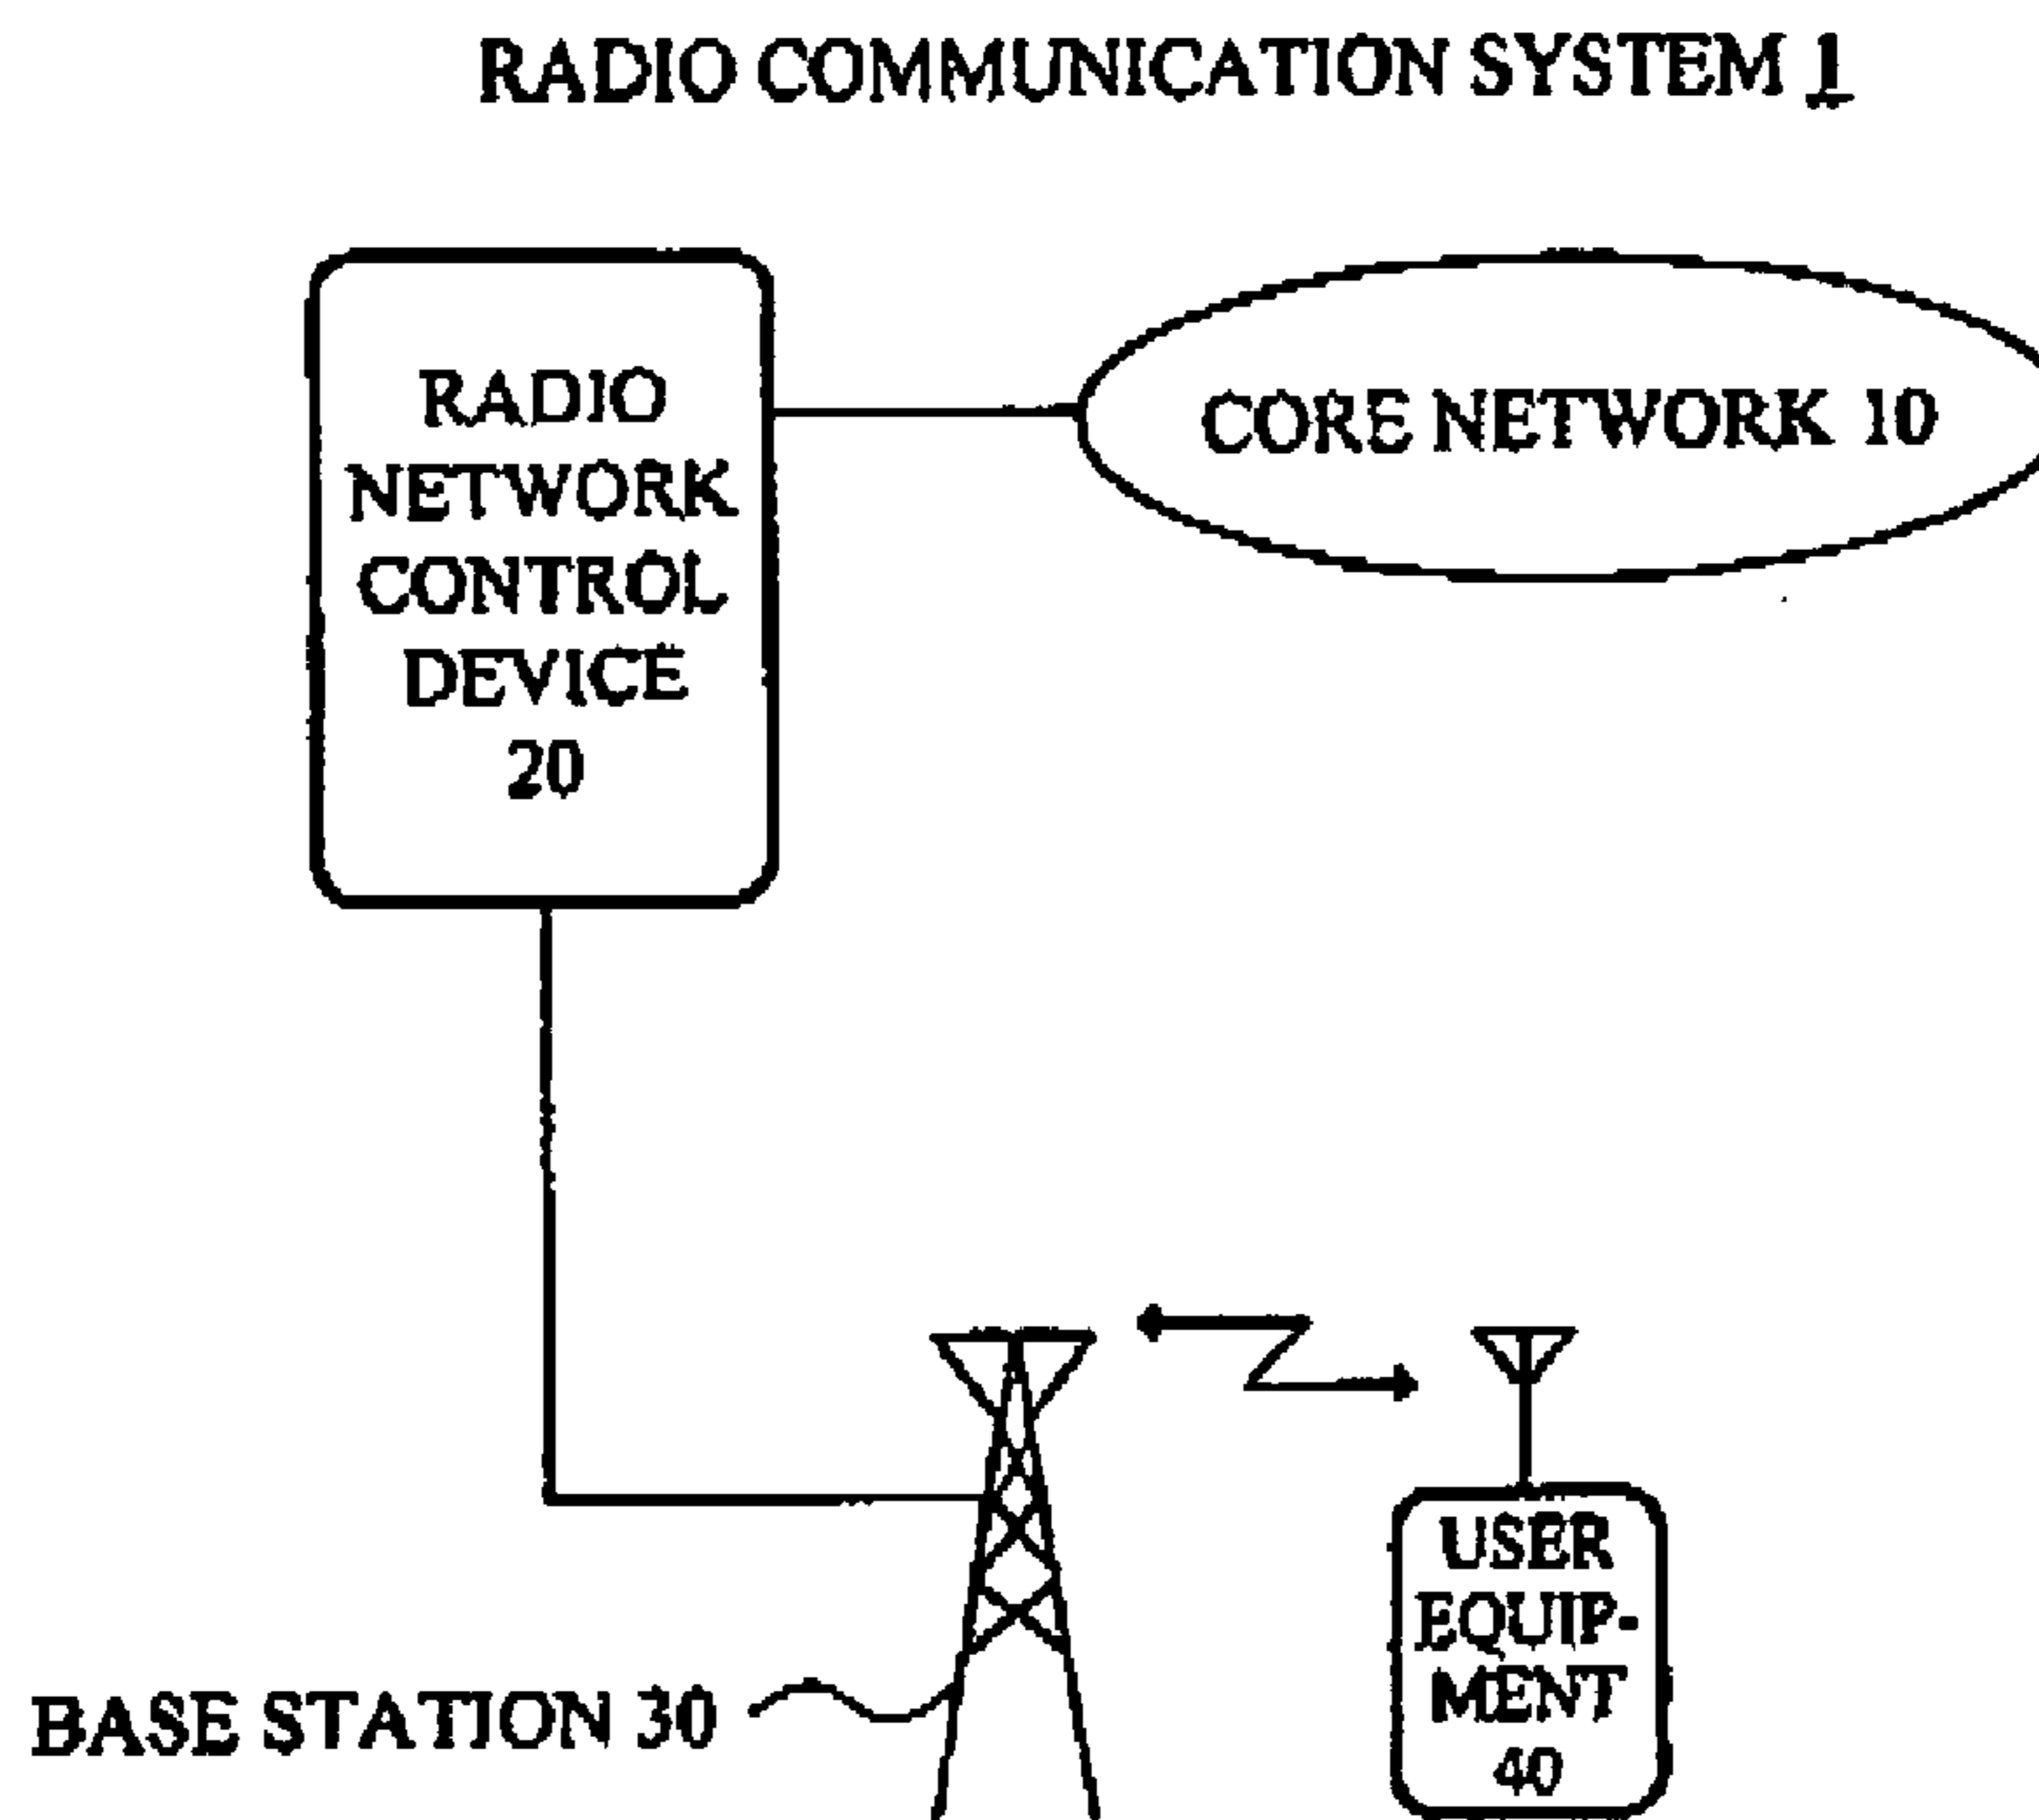 RADIO COMMUNICATION SYSTEM 1
RADIO
NETWORK
CONTROL
DEVICE
20
CORE NETWORK 10
USER
EQUIP-
MENT
40
BASE STATION 30